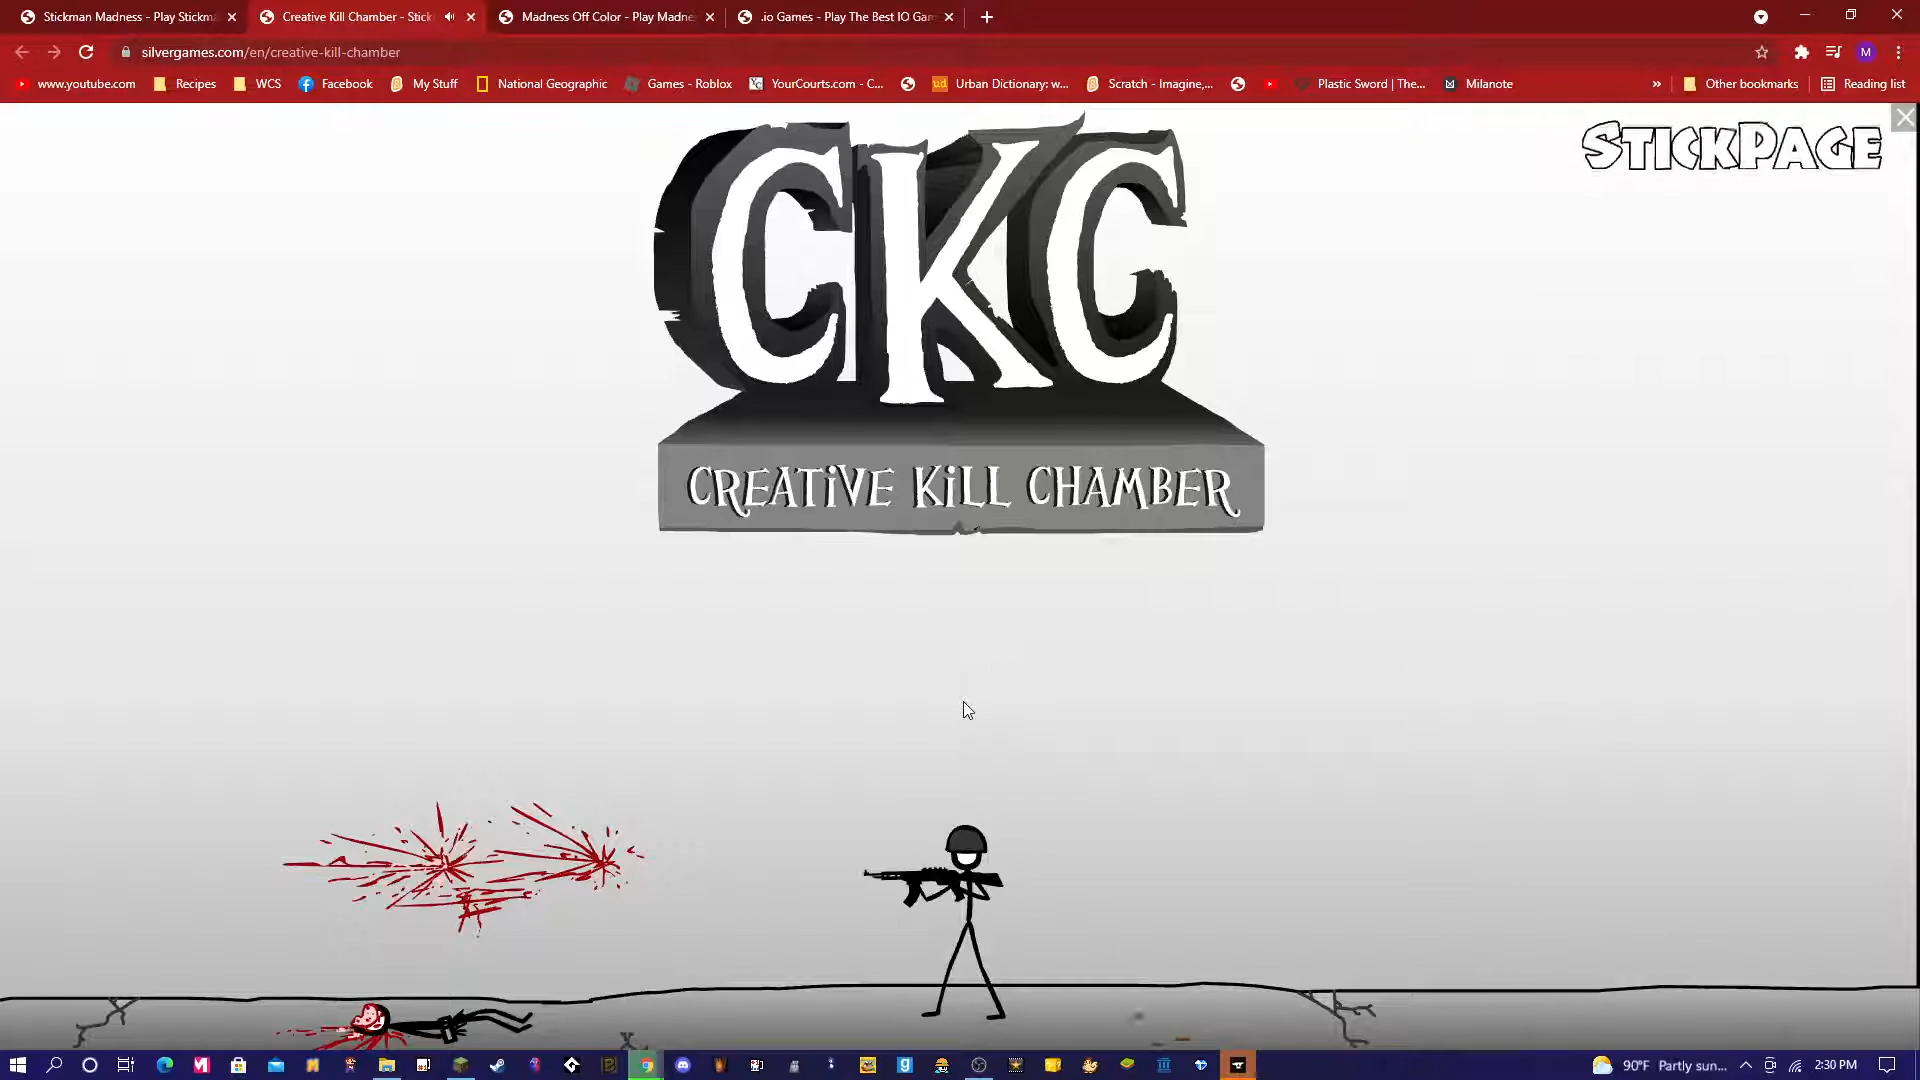 Stickman Madness - Play Stickm
Creative Kill Chamber - Stick
Madness Off Color - Play Madne
.io Games - Play The Best IO Gam
silvergames.com/en/creative-kill-chamber
M
www.youtube.com
Recipes
WCS
Facebook
My Stuff
National Geographic
Games - Roblox
YourCourts.com - C...
Urban Dictionary: w...
Scratch - Imagine,...
Plastic Sword | The...
Milanote
»
Other bookmarks
Reading list
STICKPAGE
CKC
CREATiVE KiLL CHAMBER
90°F Partly sun...
2:30 PM